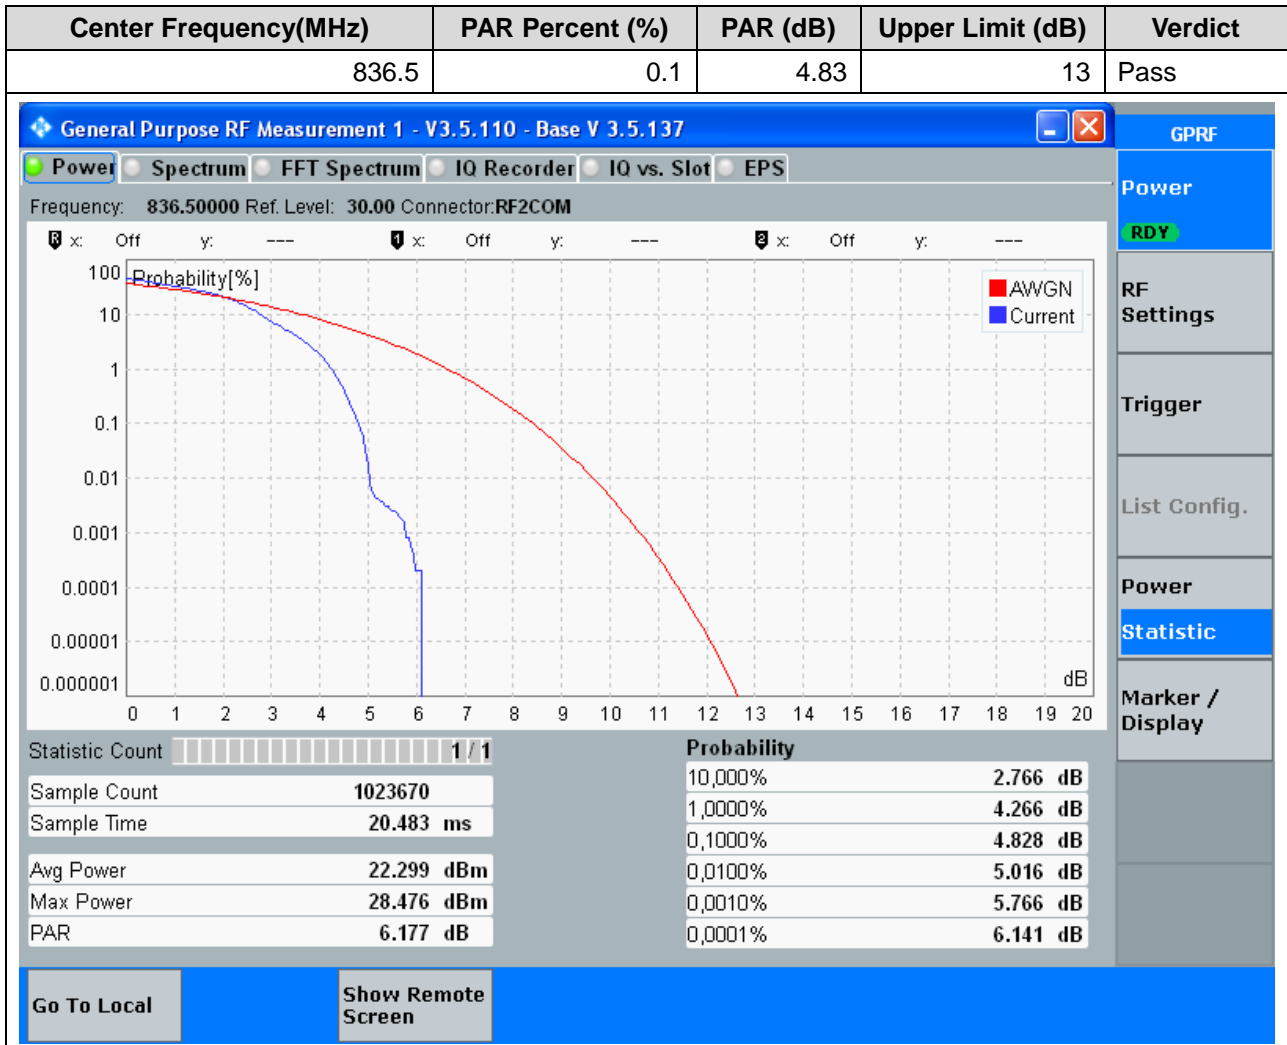 Center Frequency(MHz) PAR Percent (%) PAR (dB) Upper Limit (dB) Verdict
836.5 0.1 4.83 13 Pass
General Purpose RF Measurement 1 - V3.5.110 - Base V 3.5.137
GPRF
Power Spectrum FFT Spectrum IQ Recorder IQ vs. Slot EPS
Power
RDY
Frequency: 836.50000 Ref. Level: 30.00 Connector:RF2COM
R x: Off y: --- 1 x: Off y: --- 2 x: Off y: ---
Probability[%]
AWGN
Current
100
10
1
0.1
0.01
0.001
0.0001
0.00001
0.000001
dB
0 1 2 3 4 5 6 7 8 9 10 11 12 13 14 15 16 17 18 19 20
RF
Settings
Trigger
List Config.
Power
Statistic
Marker /
Display
Statistic Count 1 / 1
Sample Count 1023670
Sample Time 20.483 ms
Avg Power 22.299 dBm
Max Power 28.476 dBm
PAR 6.177 dB
Probability
10,000% 2.766 dB
1,0000% 4.266 dB
0,1000% 4.828 dB
0,0100% 5.016 dB
0,0010% 5.766 dB
0,0001% 6.141 dB
Go To Local
Show Remote
Screen